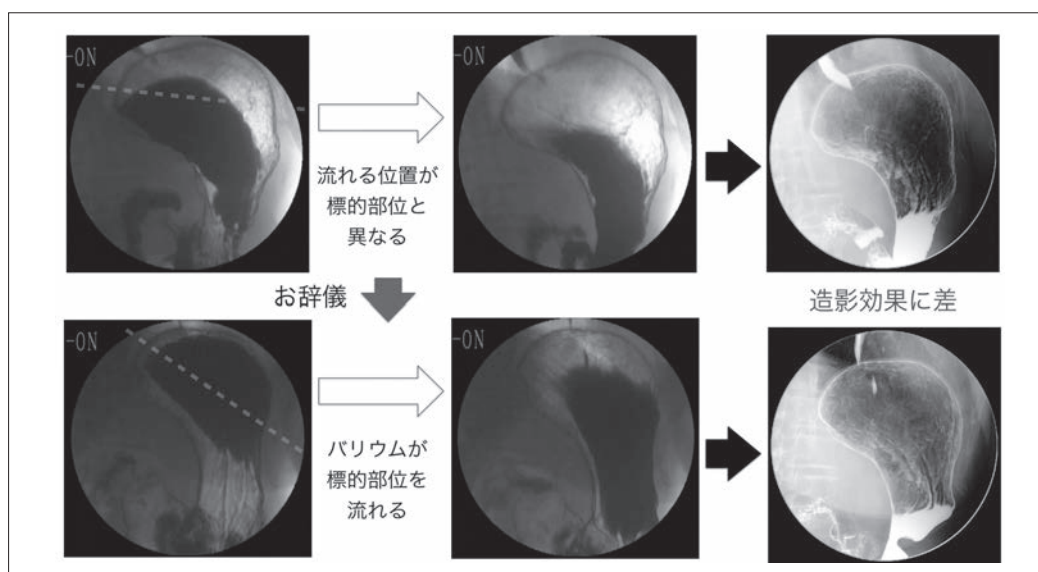 -ON
-ON
流れる位置が
標的部位と
異なる
お辞儀
造影効果に差
-ON
-ON
バリウムが
標的部位を
流れる